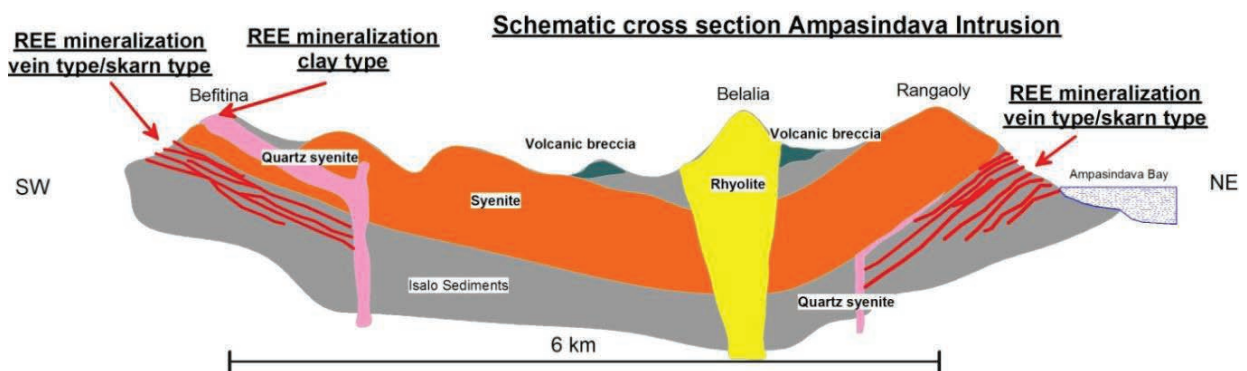 Schematic cross section Ampasindava Intrusion
REE mineralization
vein type/skarn type
REE mineralization
clay type
Befitina
Belalia
Rangaoly
REE mineralization
vein type/skarn type
Volcanic breccia
Volcanic breccia
Quartz syenite
SW
Syenite
Rhyolite
Ampasindava Bay
NE
Isalo Sediments
Quartz syenite
6 km